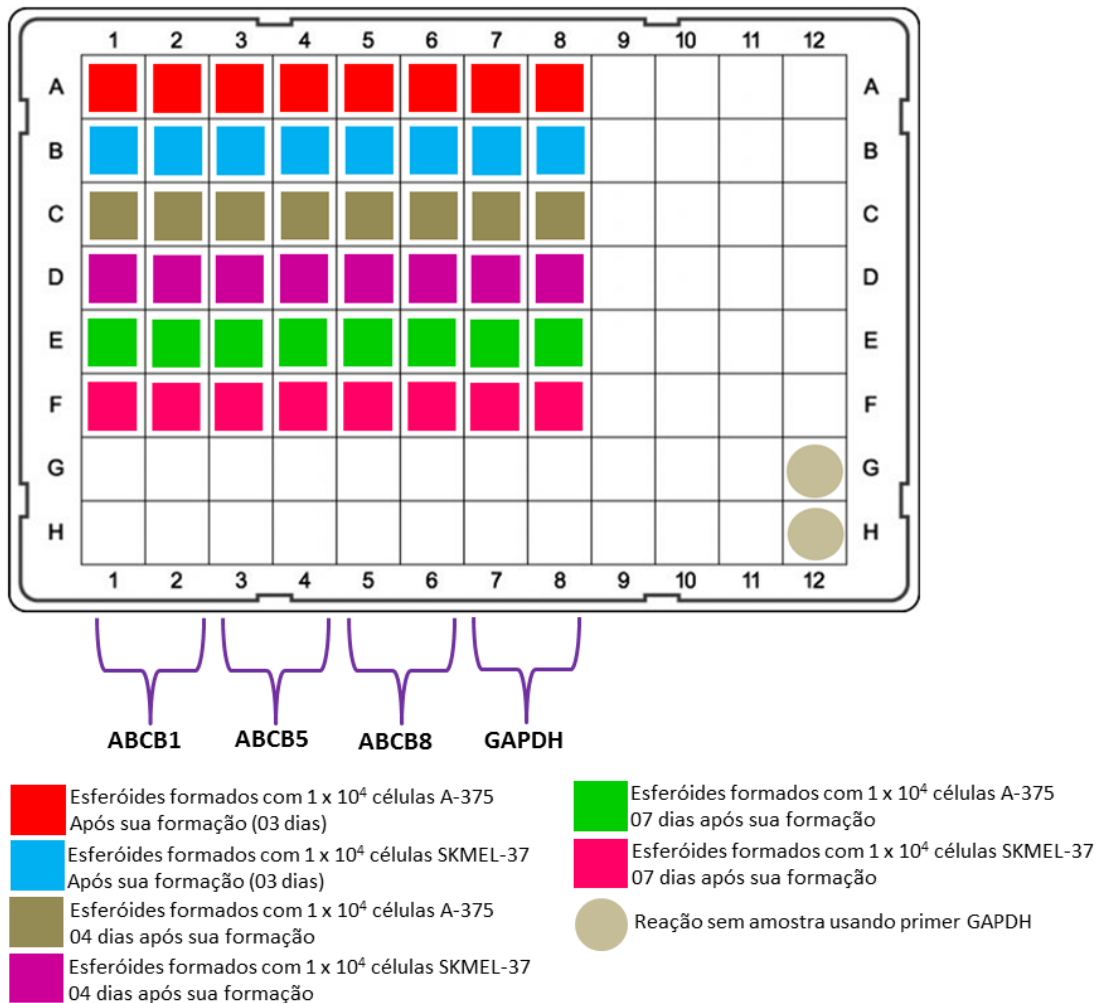 1 2 3 4 5 6 7 8 9 10 11 12
A A
B B
C C
D D
E E
F F
G G
H H
1 2 3 4 5 6 7 8 9 10 11 12
ABCB1 ABCB5 ABCB8 GAPDH
Esferóides formados com 1 x 10⁴ células A-375
Após sua formação (03 dias)
Esferóides formados com 1 x 10⁴ células SKMEL-37
Após sua formação (03 dias)
Esferóides formados com 1 x 10⁴ células A-375
04 dias após sua formação
Esferóides formados com 1 x 10⁴ células SKMEL-37
04 dias após sua formação
Esferóides formados com 1 x 10⁴ células A-375
07 dias após sua formação
Esferóides formados com 1 x 10⁴ células SKMEL-37
07 dias após sua formação
Reação sem amostra usando primer GAPDH